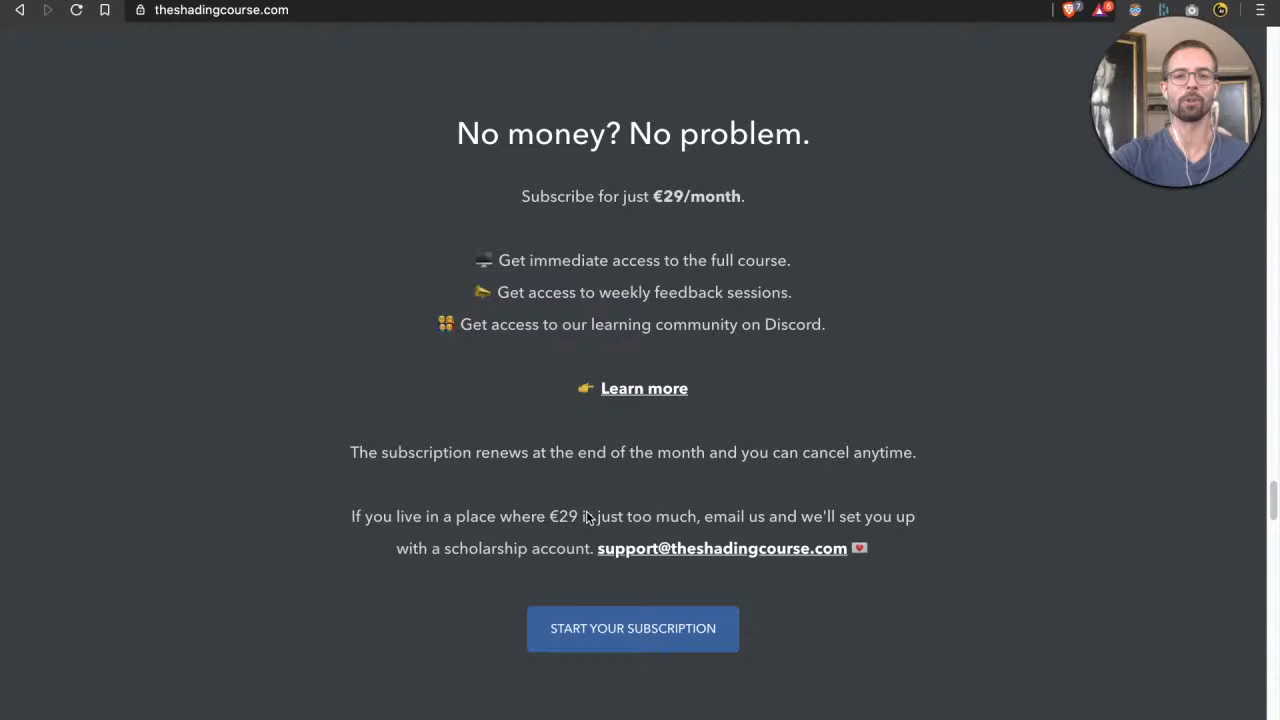 theshadingcourse.com
7
5
No money? No problem.
Subscribe for just €29/month.
Get immediate access to the full course.
Get access to weekly feedback sessions.
Get access to our learning community on Discord.
Learn more
The subscription renews at the end of the month and you can cancel anytime.
If you live in a place where €29 is just too much, email us and we'll set you up
with a scholarship account. support@theshadingcourse.com
START YOUR SUBSCRIPTION